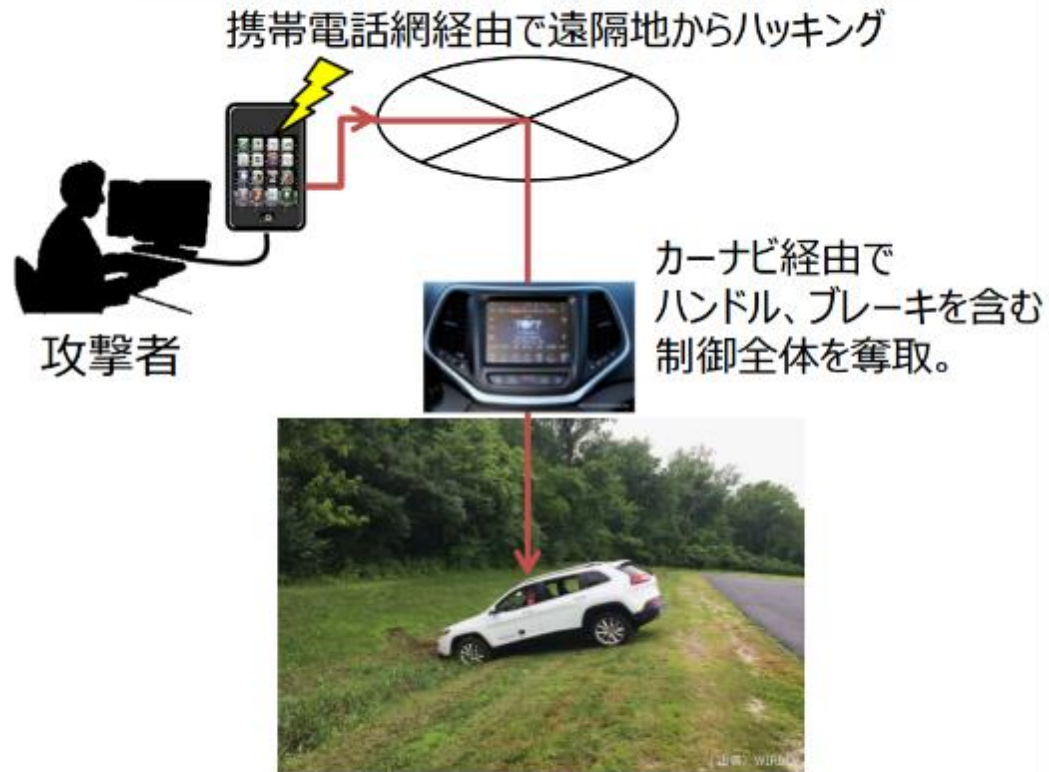 携帯電話網経由で遠隔地からハッキング
カーナビ経由で
ハンドル、ブレーキを含む
制御全体を奪取。
攻撃者